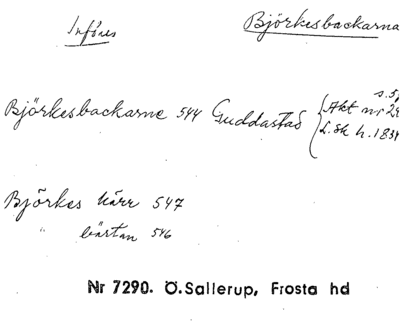 Införes
Björkesbackarna
Björkesbackarne 544 Guddastad
s.5
Akt nr 2
L.sk h. 183
Björkes kärr 547
" bärtan 546
Nr 7290. Ö.Sallerup, Frosta hd